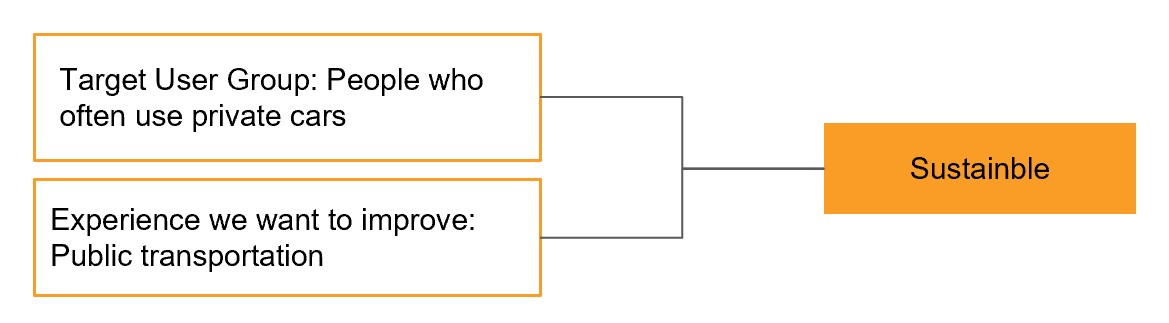 Target User Group: People who
often use private cars
Experience we want to improve:
Public transportation
Sustainble